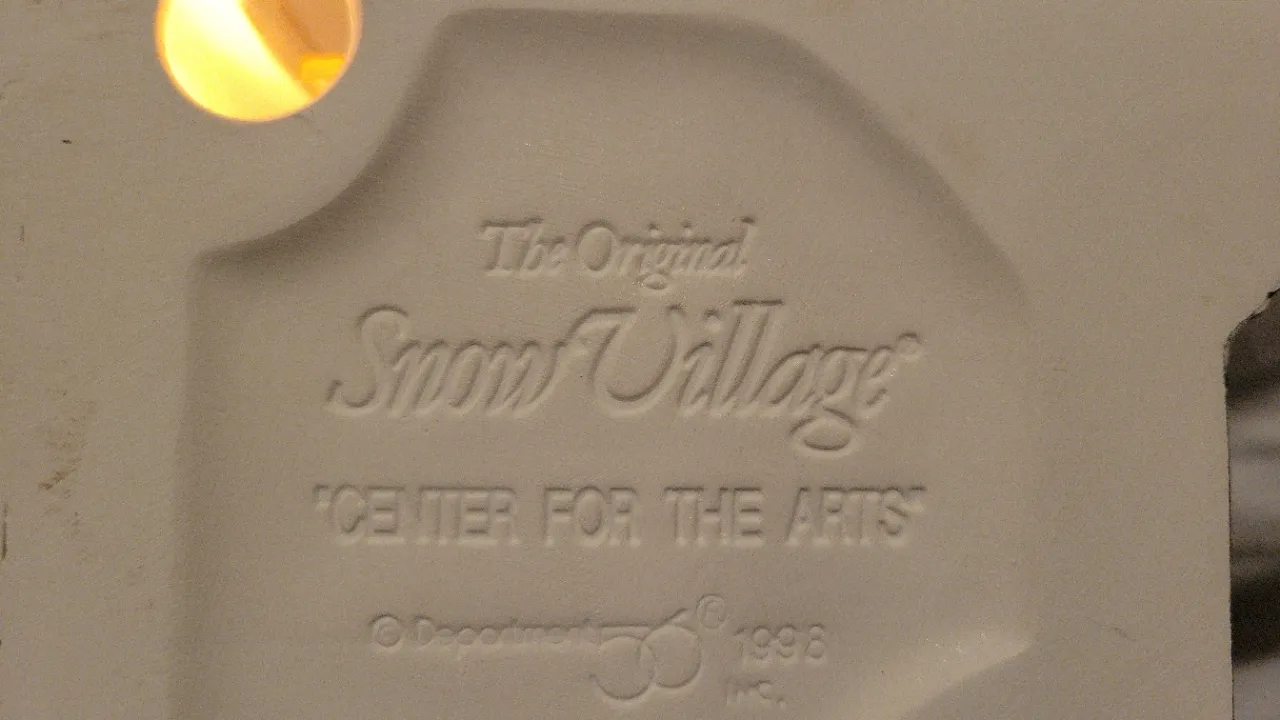 The Original
Snow Village®
"CENTER FOR THE ARTS"
© Department 56® 1998
INC.